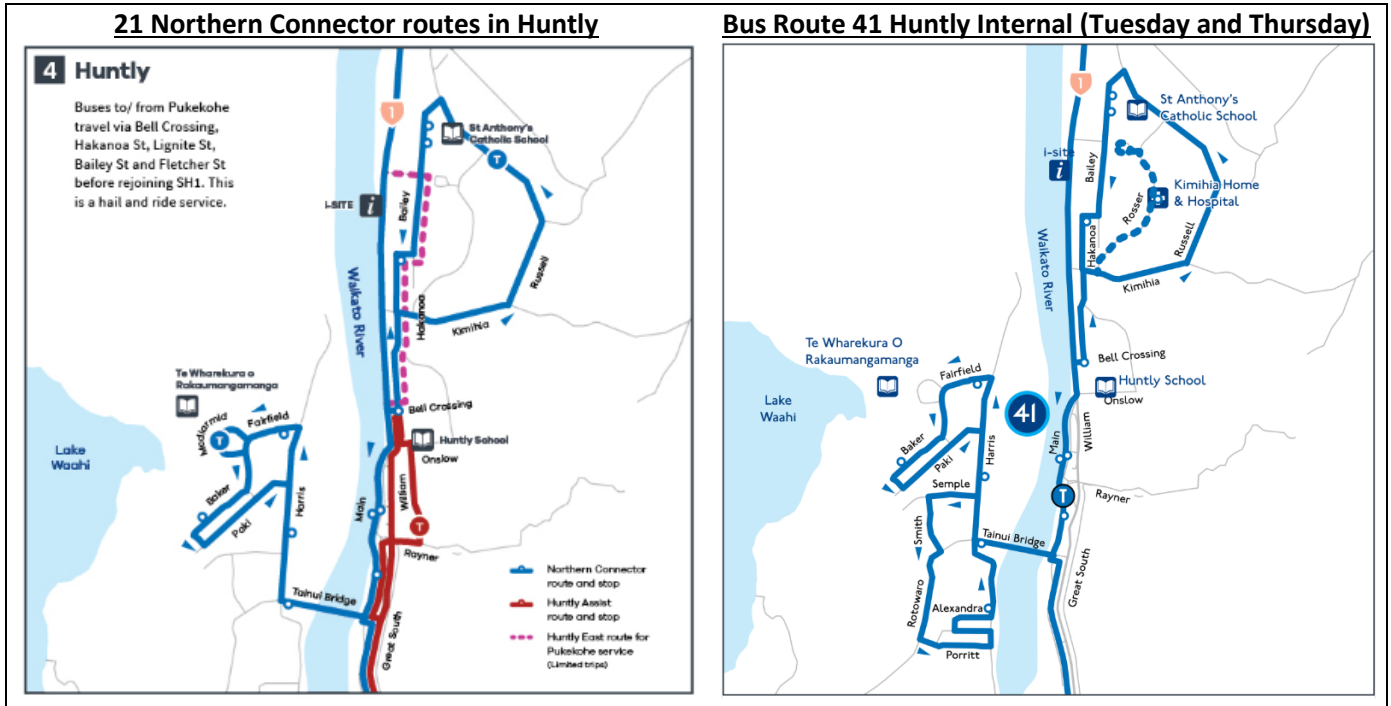 21 Northern Connector routes in Huntly
4 Huntly
Buses to/ from Pukekohe
travel via Bell Crossing,
Hakanoa St, Lignite St,
Bailey St and Fletcher St
before rejoining SH1. This
is a hail and ride service.
1
St Anthony's
Catholic School
T
i-SITE
i
Bailey
Russell
Waikato River
Hakanoa
Kimihia
Te Wharekura o
Rakaumangamanga
Bell Crossing
T
Fairfield
Huntly School
Onslow
Lake
Waahi
Baker
Paki
Harris
Main
William
T
Rayner
Tainui Bridge
Great South
Northern Connector
route and stop
Huntly Assist
route and stop
Huntly East route for
Pukekohe service
(Limited trips)
Bus Route 41 Huntly Internal (Tuesday and Thursday)
1
St Anthony's
Catholic School
i-site
i
Bailey
Kimihia Home
& Hospital
Rosser
Russell
Waikato River
Hakanoa
Kimihia
Te Wharekura O
Rakaumangamanga
Bell Crossing
Fairfield
Huntly School
Onslow
41
Lake
Waahi
Baker
Paki
Harris
Main
William
Semple
T
Rayner
Smith
Tainui Bridge
Great South
Rotowaro
Alexandra
Porritt